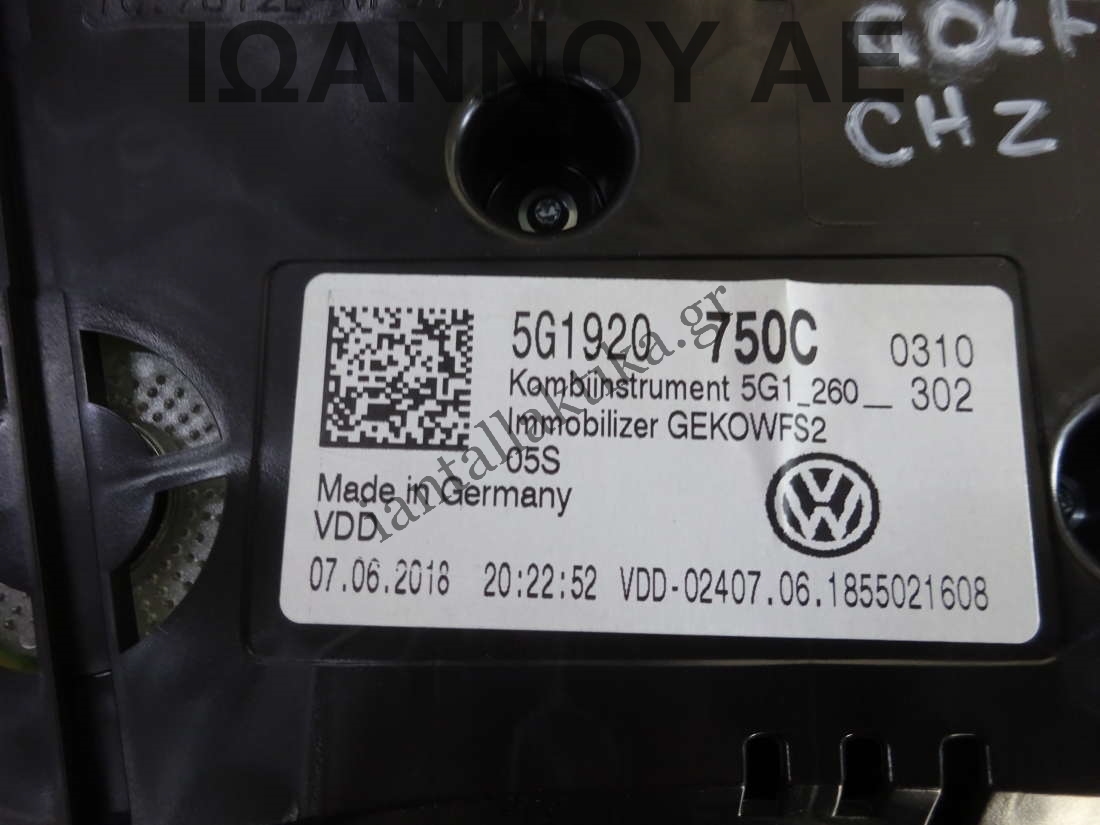 ΙΩΑΝΝΟΥ ΑΕ
GOLF
CHZ
5G1920 750C 0310
Kombiinstrument 5G1_260__ 302
Immobilizer GEKOWFS2
05S
Made in Germany
VDD
07.06.2018 20:22:52 VDD-02407.06.1855021608
iantallaktika.gr